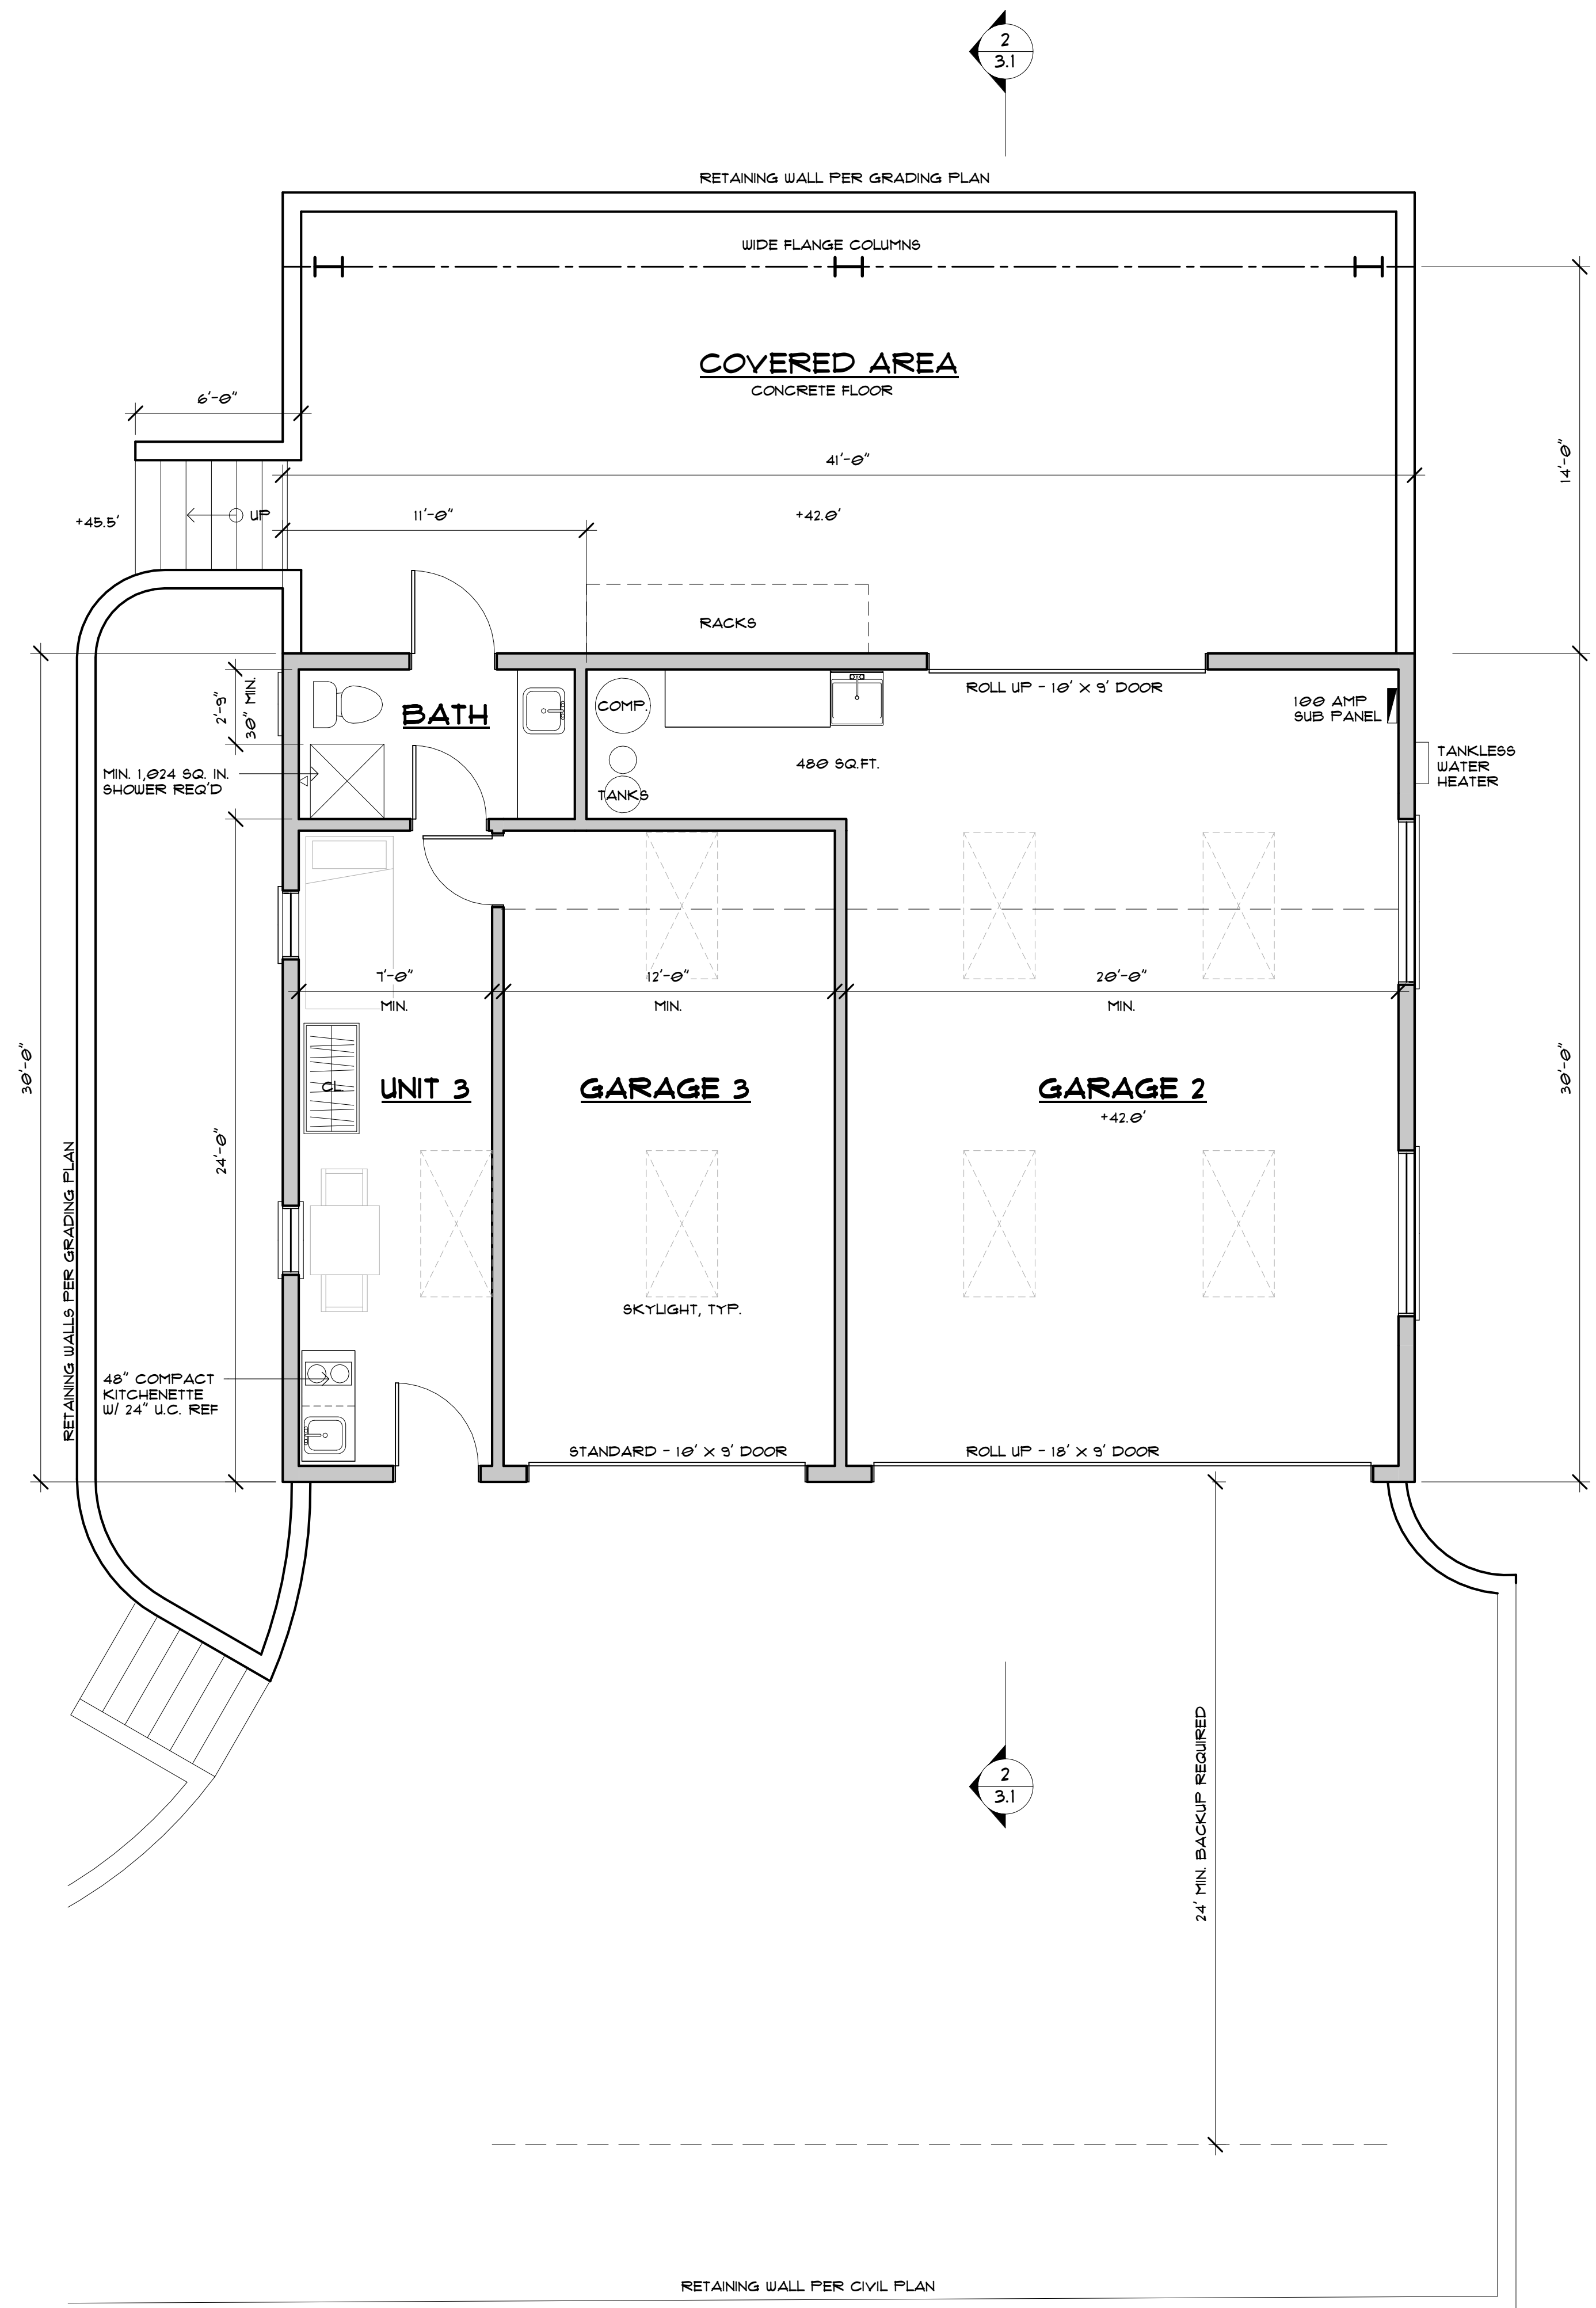 2
3.1
RETAINING WALL PER GRADING PLAN
WIDE FLANGE COLUMNS
COVERED AREA
CONCRETE FLOOR
6'-0"
41'-0"
14'-0"
+45.5'
UP
11'-0"
+42.0'
RACKS
2'-9"
30" MIN.
BATH
COMP.
ROLL UP - 10' X 9' DOOR
100 AMP
SUB PANEL
TANKLESS
WATER
HEATER
480 SQ.FT.
MIN. 1,024 SQ. IN.
SHOWER REQ'D
TANKS
7'-0"
MIN.
12'-0"
MIN.
20'-0"
MIN.
30'-0"
30'-0"
CL.
UNIT 3
GARAGE 3
GARAGE 2
+42.0'
24'-0"
RETAINING WALLS PER GRADING PLAN
SKYLIGHT, TYP.
48" COMPACT
KITCHENETTE
W/ 24" U.C. REF
STANDARD - 10' X 9' DOOR
ROLL UP - 18' X 9' DOOR
24' MIN. BACKUP REQUIRED
2
3.1
RETAINING WALL PER CIVIL PLAN